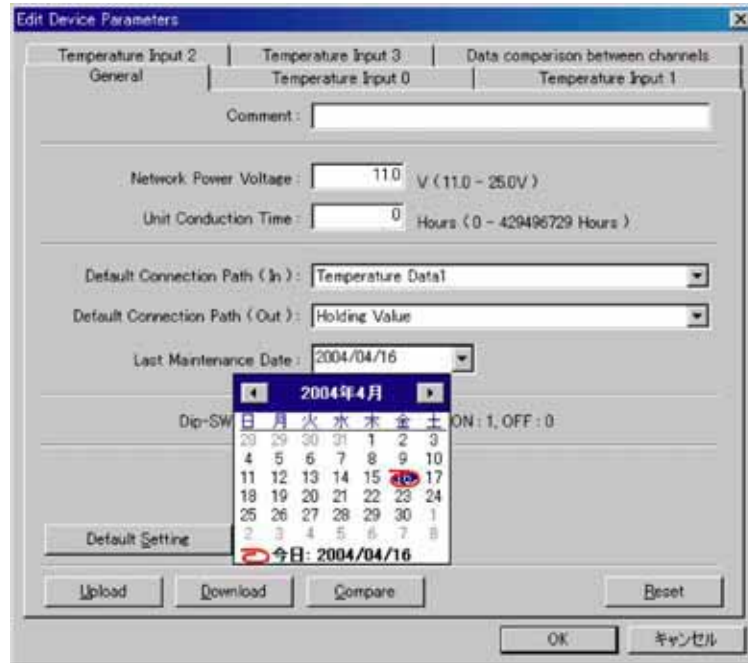 Edit Device Parameters
Temperature Input 2 Temperature Input 3 Data comparison between channels
General Temperature Input 0 Temperature Input 1
Comment :
Network Power Voltage : 11.0 V ( 11.0 - 25.0V )
Unit Conduction Time : 0 Hours ( 0 - 429496729 Hours )
Default Connection Path ( In ) : Temperature Data1
Default Connection Path ( Out ) : Holding Value
Last Maintenance Date : 2004/04/16
2004年4月
Dip-SW ON : 1, OFF : 0
日 月 火 水 木 金 土
28 29 30 31 1 2 3
4 5 6 7 8 9 10
11 12 13 14 15 16 17
18 19 20 21 22 23 24
25 26 27 28 29 30 1
2 3 4 5 6 7 8
今日: 2004/04/16
Default Setting
Upload Download Compare Reset
OK キャンセル